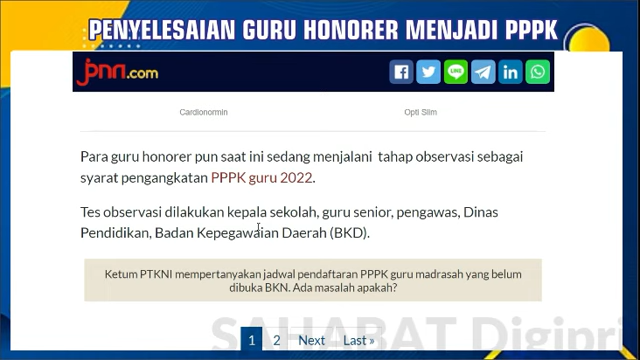 PENYELESAIAN GURU HONORER MENJADI PPPK
jpnn.com
Cardionormin Opti Slim
Para guru honorer pun saat ini sedang menjalani tahap observasi sebagai
syarat pengangkatan PPPK guru 2022.
Tes observasi dilakukan kepala sekolah, guru senior, pengawas, Dinas
Pendidikan, Badan Kepegawaian Daerah (BKD).
Ketum PTKNI mempertanyakan jadwal pendaftaran PPPK guru madrasah yang belum
dibuka BKN. Ada masalah apakah?
SAHABAT Digipri
1 2 Next Last »